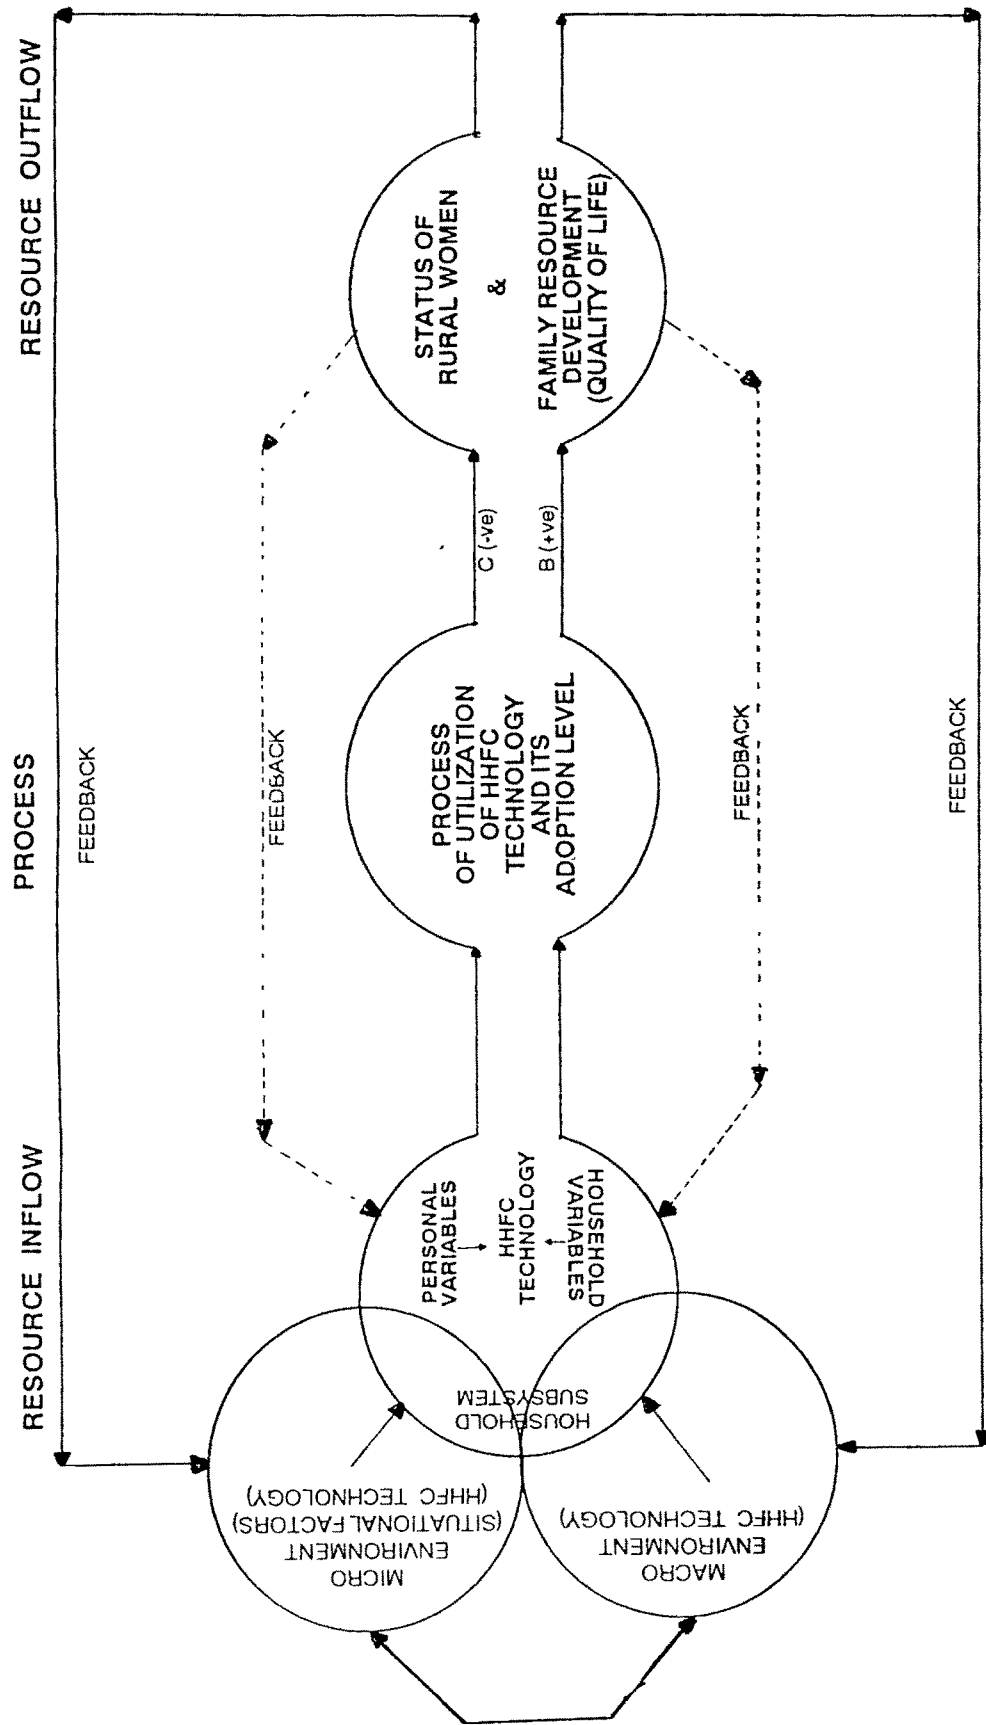 RESOURCE INFLOW
PROCESS
RESOURCE OUTFLOW
FEEDBACK
FEEDBACK
MICRO
ENVIRONMENT
(SITUATIONAL FACTORS)
(HHFC TECHNOLOGY)
HOUSEHOLD
SUBSYSTEM
MACRO
ENVIRONMENT
(HHFC TECHNOLOGY)
PERSONAL
VARIABLES
HHFC
TECHNOLOGY
HOUSEHOLD
VARIABLES
PROCESS
OF UTILIZATION
OF HHFC
TECHNOLOGY
AND ITS
ADOPTION LEVEL
C (-ve)
B (+ve)
STATUS OF
RURAL WOMEN
&
FAMILY RESOURCE
DEVELOPMENT
(QUALITY OF LIFE)
FEEDBACK
FEEDBACK